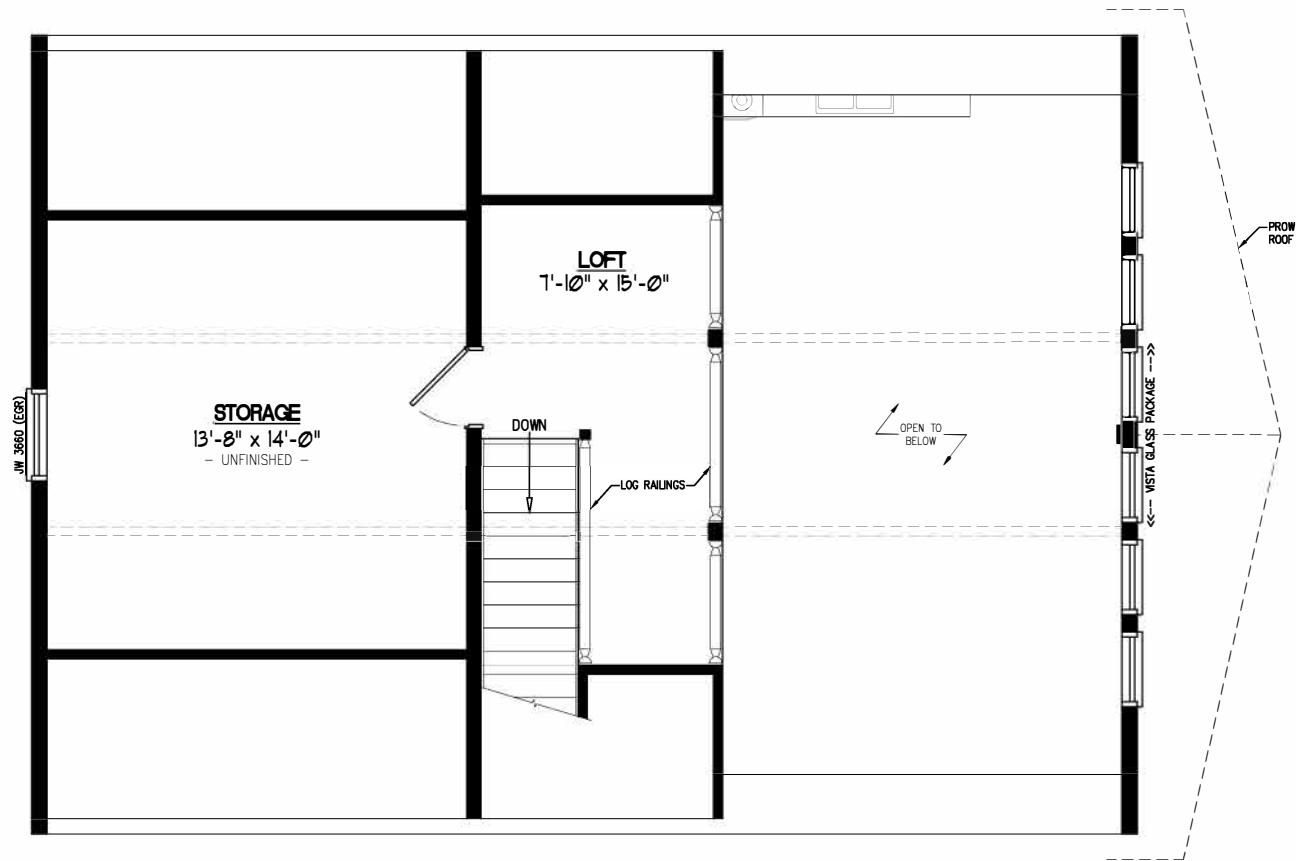 PROW
ROOF
LOFT
7'-10" x 15'-0"
JW 3660 (EGR)
STORAGE
13'-8" x 14'-0"
- UNFINISHED -
DOWN
LOG RAILINGS
OPEN TO
BELOW
<<-- VISTA GLASS PACKAGE -->>